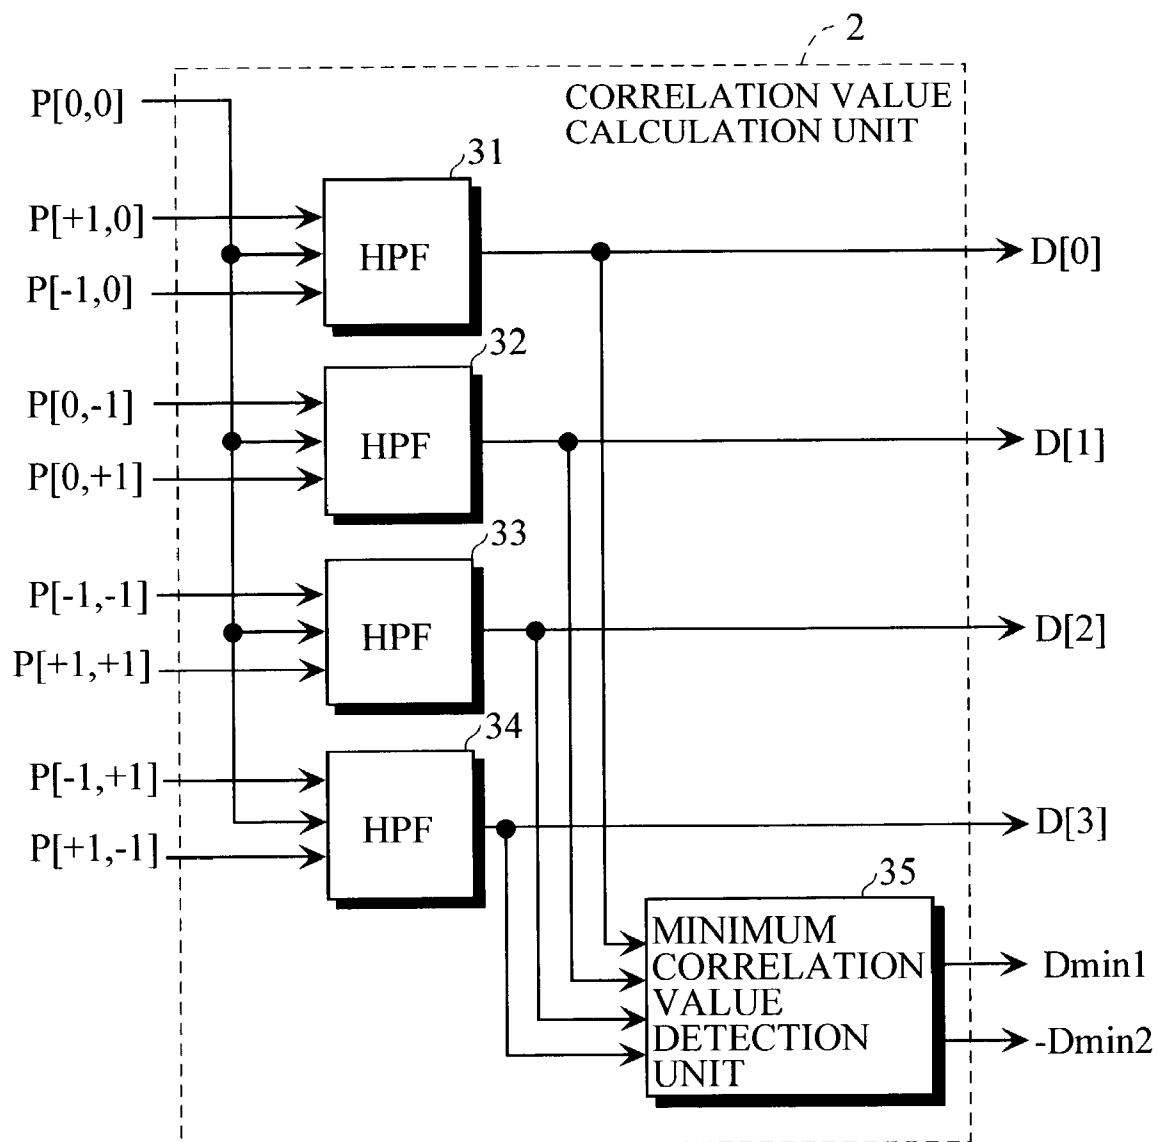 2
P[0,0]
CORRELATION VALUE
CALCULATION UNIT
31
P[+1,0]
HPF
D[0]
P[-1,0]
32
P[0,-1]
HPF
D[1]
P[0,+1]
33
P[-1,-1]
HPF
D[2]
P[+1,+1]
34
P[-1,+1]
HPF
D[3]
P[+1,-1]
35
MINIMUM
CORRELATION
VALUE
DETECTION
UNIT
Dmin1
-Dmin2